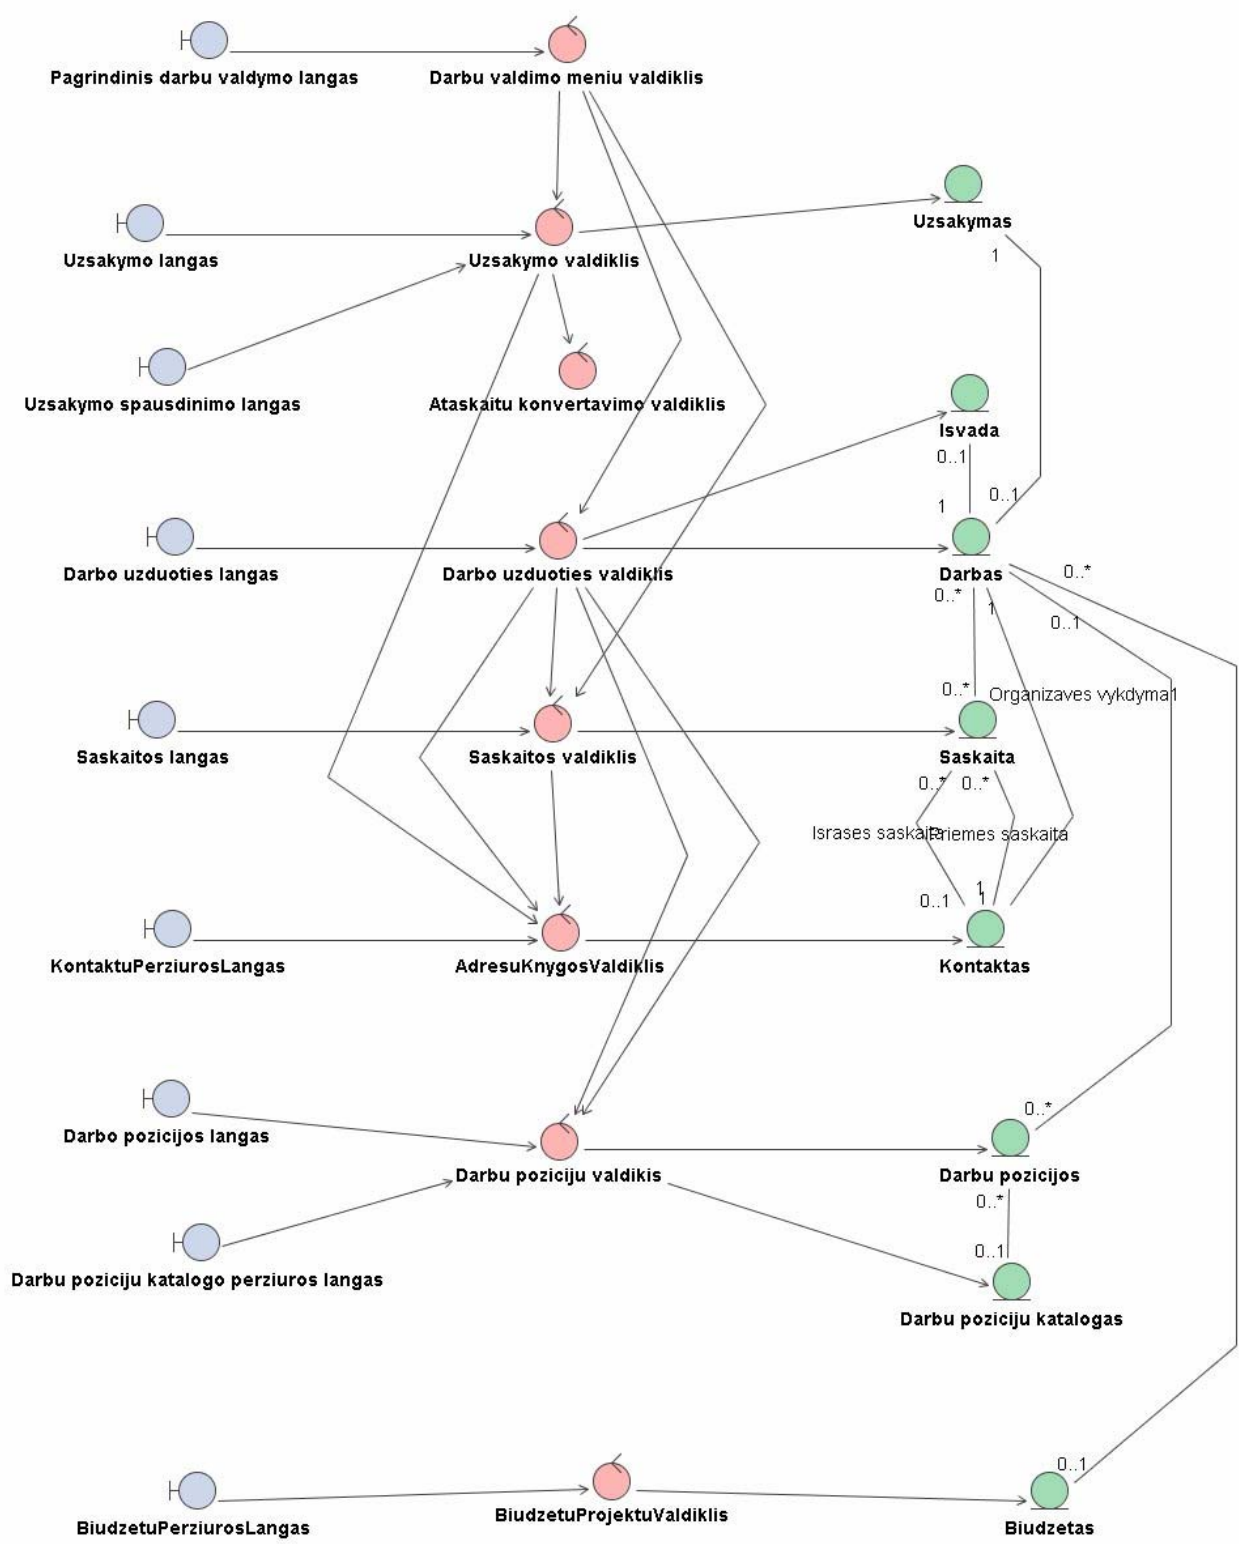 Pagrindinis darbu valdymo langas
Darbu valdimo meniu valdiklis
Uzsakymas
1
Uzsakymo langas
Uzsakymo valdiklis
Uzsakymo spausdinimo langas
Ataskaitu konvertavimo valdiklis
Isvada
0..1
0..1
1
Darbo uzduoties langas
Darbo uzduoties valdiklis
Darbas
0..*
0..*
1
0..1
0..*
Organizaves vykdyma1
Saskaitos langas
Saskaitos valdiklis
Saskaita
0..*
0..*
Israses saskaita
Priemes saskaita
0..1
1
1
KontaktuPerziurosLangas
AdresuKnygosValdiklis
Kontaktas
0..*
Darbo pozicijos langas
Darbu poziciju valdikis
Darbu pozicijos
0..*
0..1
Darbu poziciju katalogo perziuros langas
Darbu poziciju katalogas
0..1
BiudzetuPerziurosLangas
BiudzetuProjektuValdiklis
Biudzetas